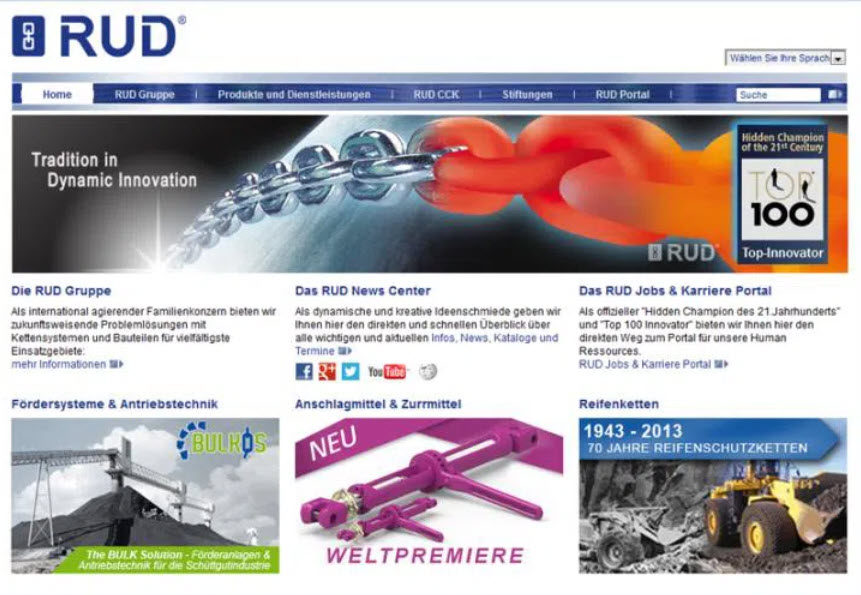 RUD®
Wählen Sie Ihre Sprach
Home
RUD Gruppe
Produkte und Dienstleistungen
RUD CCK
Stiftungen
RUD Portal
Suche
Tradition in
Dynamic Innovation
Hidden Champion
of the 21st Century
TOP
100
Top-Innovator
RUD
Die RUD Gruppe
Als international agierender Familienkonzern bieten wir
zukunftsweisende Problemlösungen mit
Kettensystemen und Bauteilen für vielfältigste
Einsatzgebiete:
mehr Informationen
Das RUD News Center
Als dynamische und kreative Ideenschmiede geben wir
Ihnen hier den direkten und schnellen Überblick über
alle wichtigen und aktuellen Infos, News, Kataloge und
Termine
You Tube
Das RUD Jobs & Karriere Portal
Als offizieller "Hidden Champion des 21.Jahrhunderts"
und "Top 100 Innovator" bieten wir Ihnen hier den
direkten Weg zum Portal für unsere Human
Ressources.
RUD Jobs & Karriere Portal
Fördersysteme & Antriebstechnik
BULKOS
The BULK Solution - Förderanlagen &
Antriebstechnik für die Schüttgutindustrie
Anschlagmittel & Zurrmittel
NEU
WELTPREMIERE
Reifenketten
1943 - 2013
70 JAHRE REIFENSCHUTZKETTEN